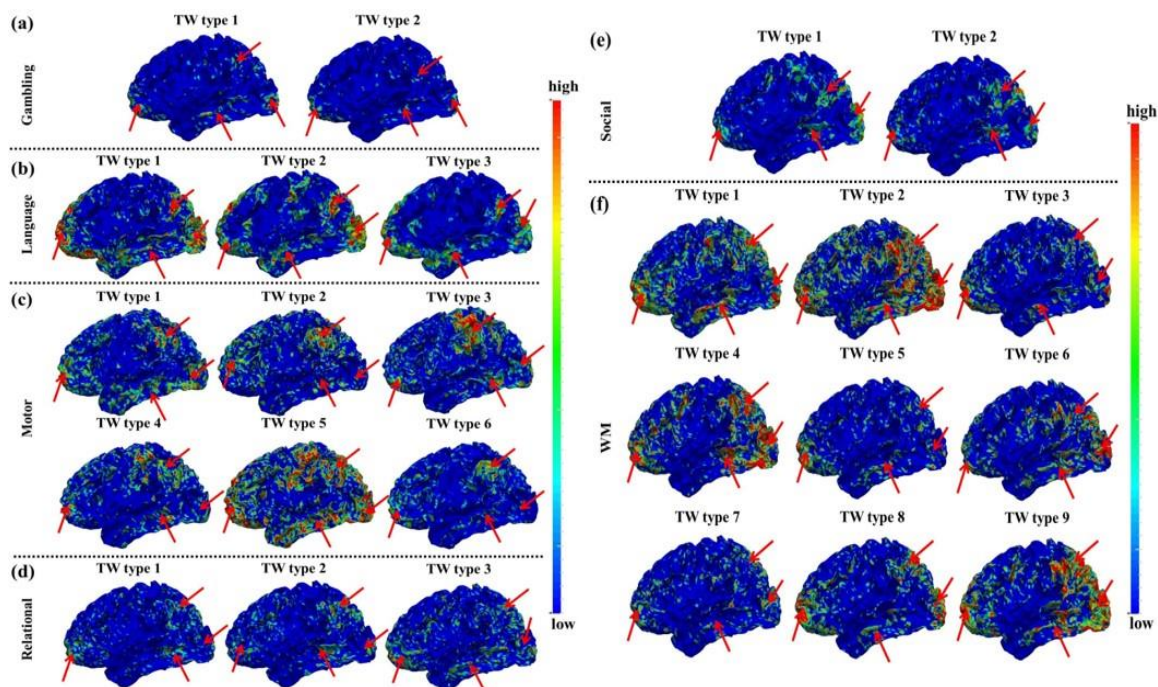 (a)
TW type 1 TW type 2
Gambling
high
(b)
TW type 1 TW type 2 TW type 3
Language
(c)
TW type 1 TW type 2 TW type 3
Motor
TW type 4 TW type 5 TW type 6
(d)
TW type 1 TW type 2 TW type 3
Relational
low
(e)
TW type 1 TW type 2
Social
high
(f)
TW type 1 TW type 2 TW type 3
WM
TW type 4 TW type 5 TW type 6
TW type 7 TW type 8 TW type 9
low